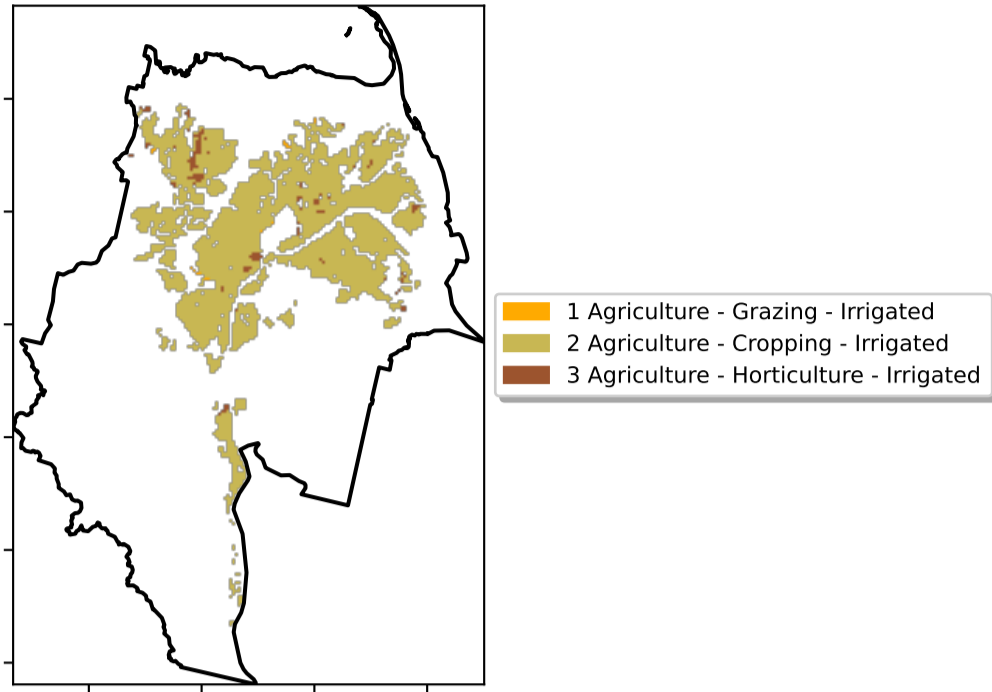 1 Agriculture - Grazing - Irrigated
2 Agriculture - Cropping - Irrigated
3 Agriculture - Horticulture - Irrigated